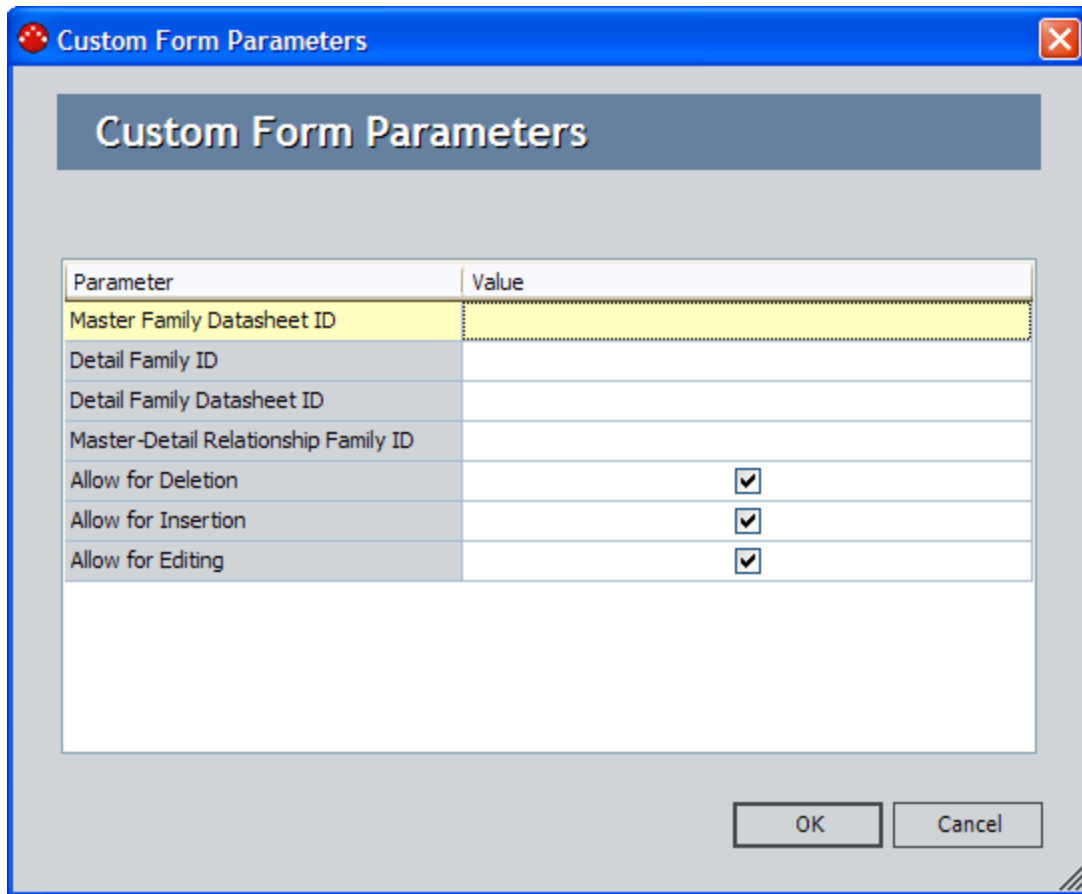 Custom Form Parameters
Custom Form Parameters
Parameter Value
Master Family Datasheet ID
Detail Family ID
Detail Family Datasheet ID
Master-Detail Relationship Family ID
Allow for Deletion
Allow for Insertion
Allow for Editing
OK Cancel